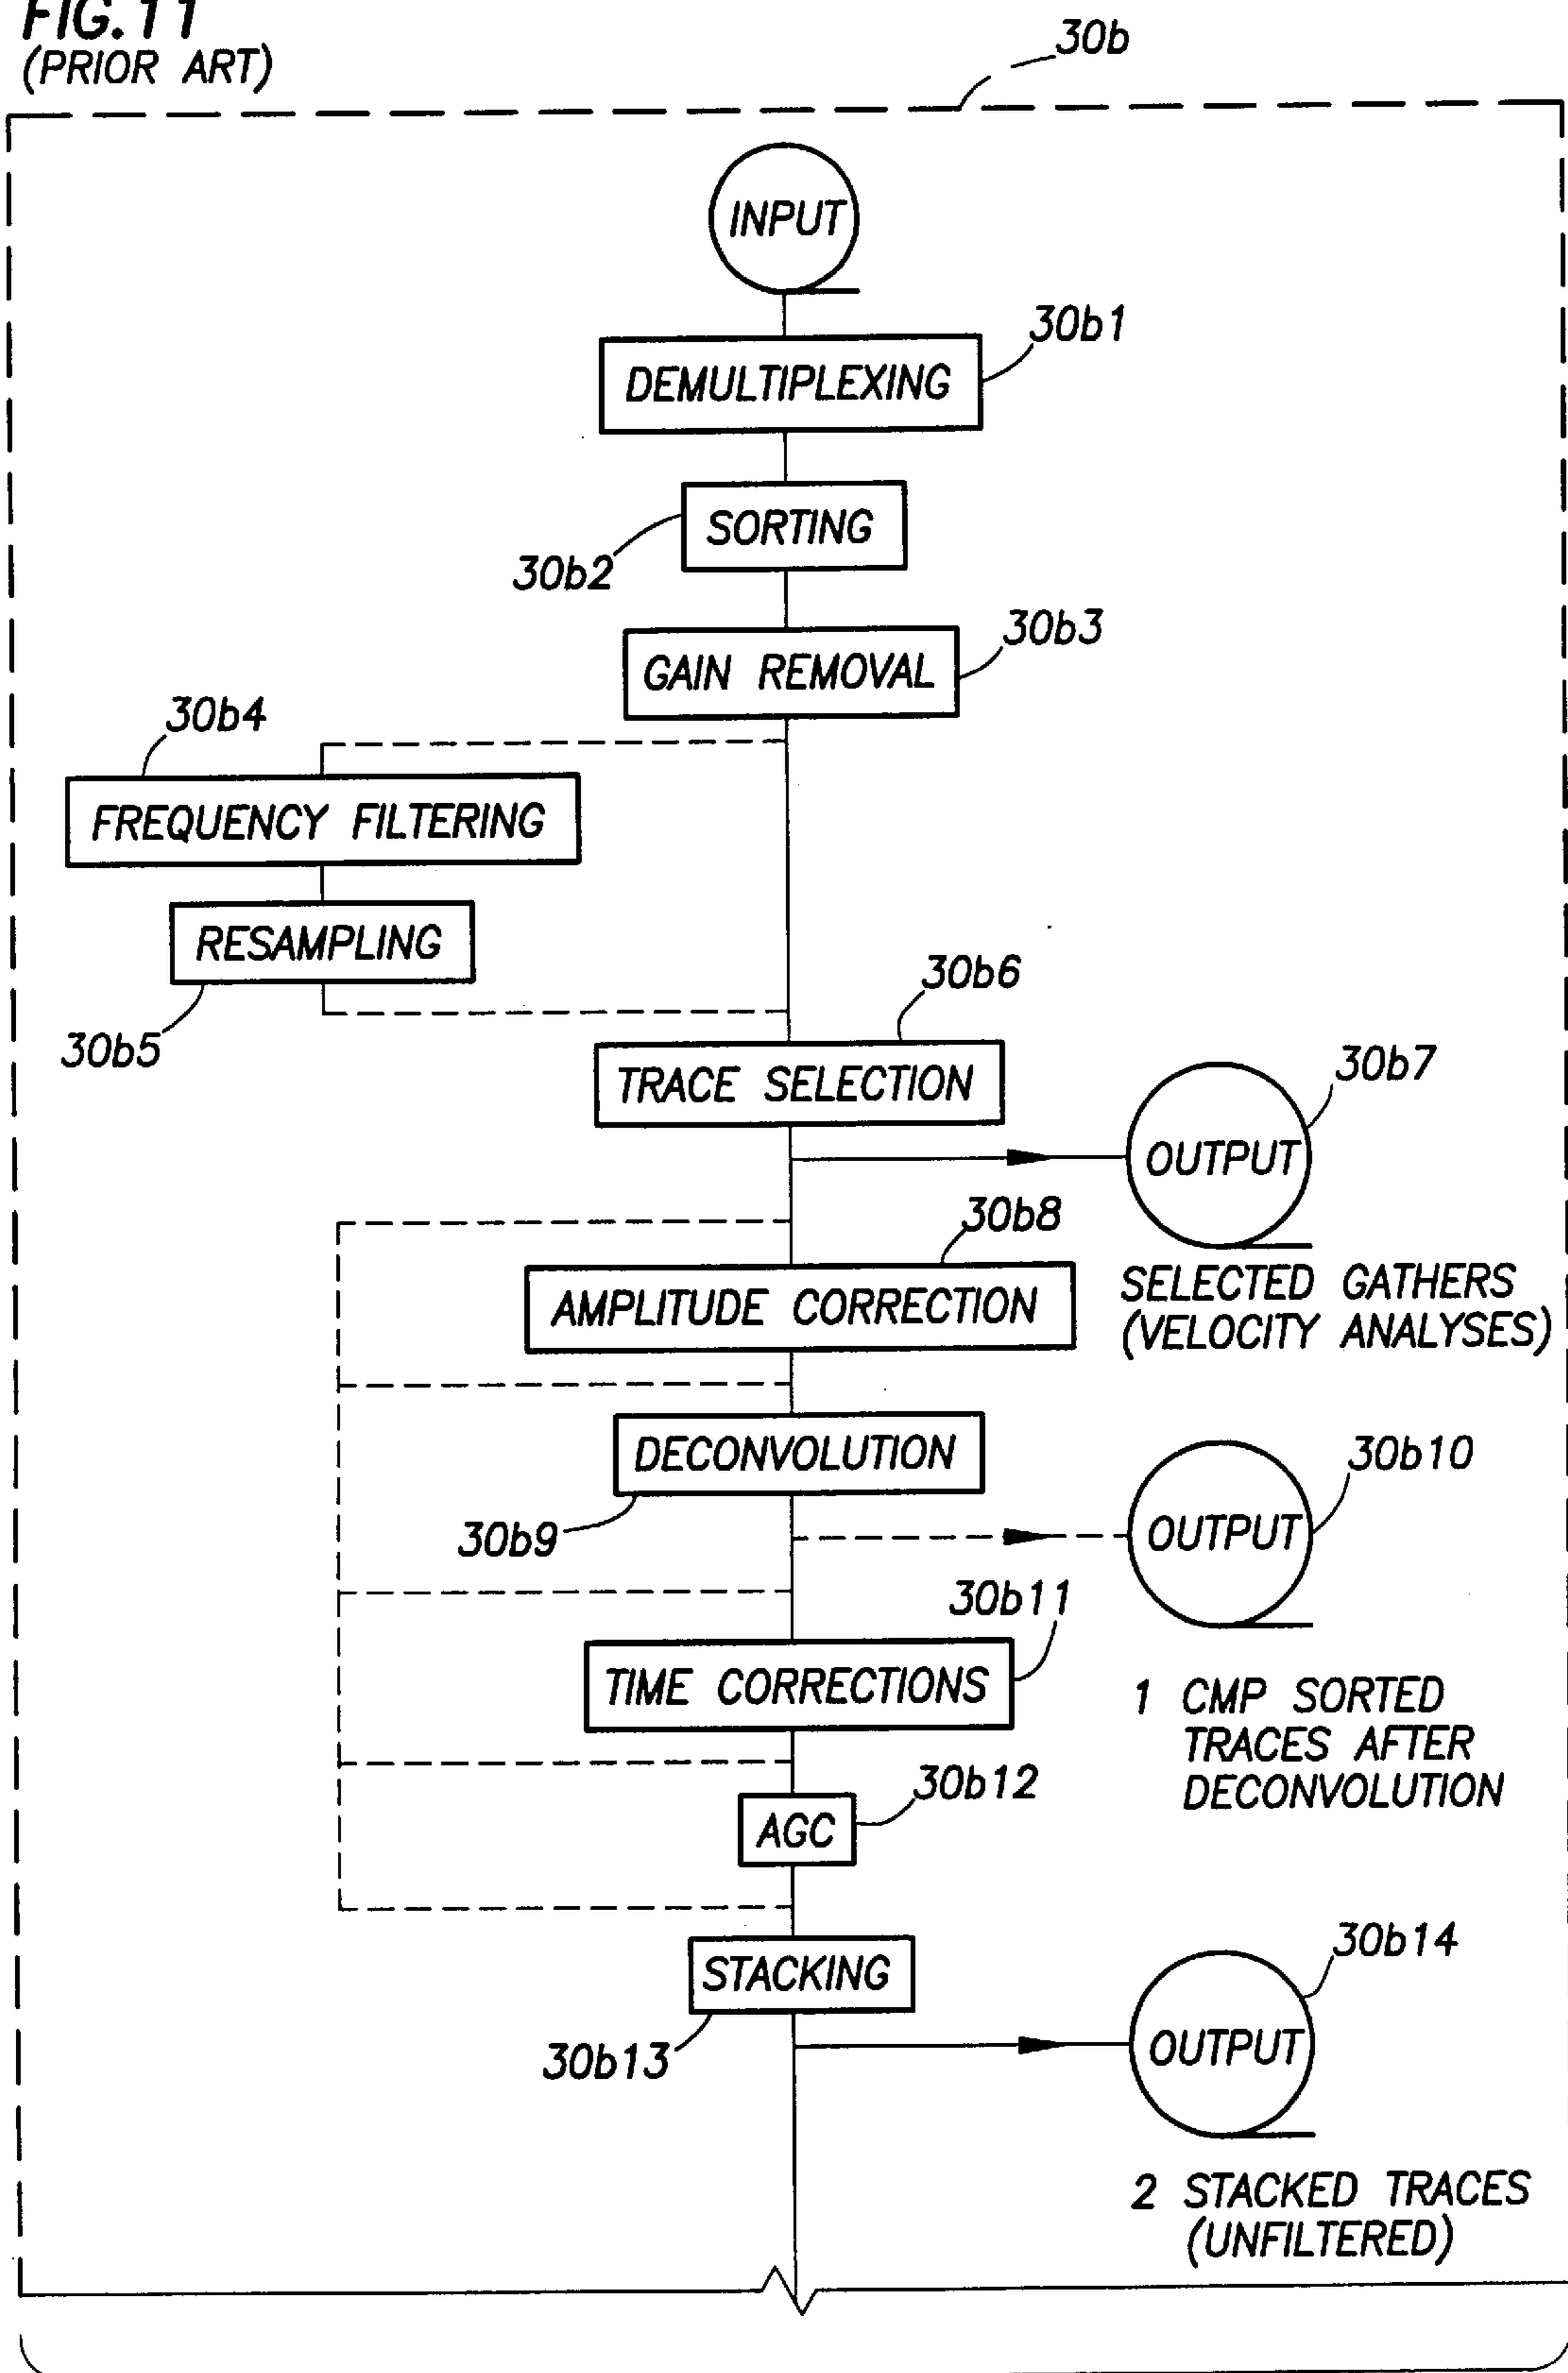 FIG.11
(PRIOR ART)
30b
INPUT
30b1
DEMULTIPLEXING
SORTING
30b2
30b3
GAIN REMOVAL
30b4
FREQUENCY FILTERING
RESAMPLING
30b5
30b6
TRACE SELECTION
30b7
OUTPUT
SELECTED GATHERS
(VELOCITY ANALYSES)
30b8
AMPLITUDE CORRECTION
DECONVOLUTION
30b9
30b10
OUTPUT
1 CMP SORTED
TRACES AFTER
DECONVOLUTION
30b11
TIME CORRECTIONS
30b12
AGC
STACKING
30b13
30b14
OUTPUT
2 STACKED TRACES
(UNFILTERED)